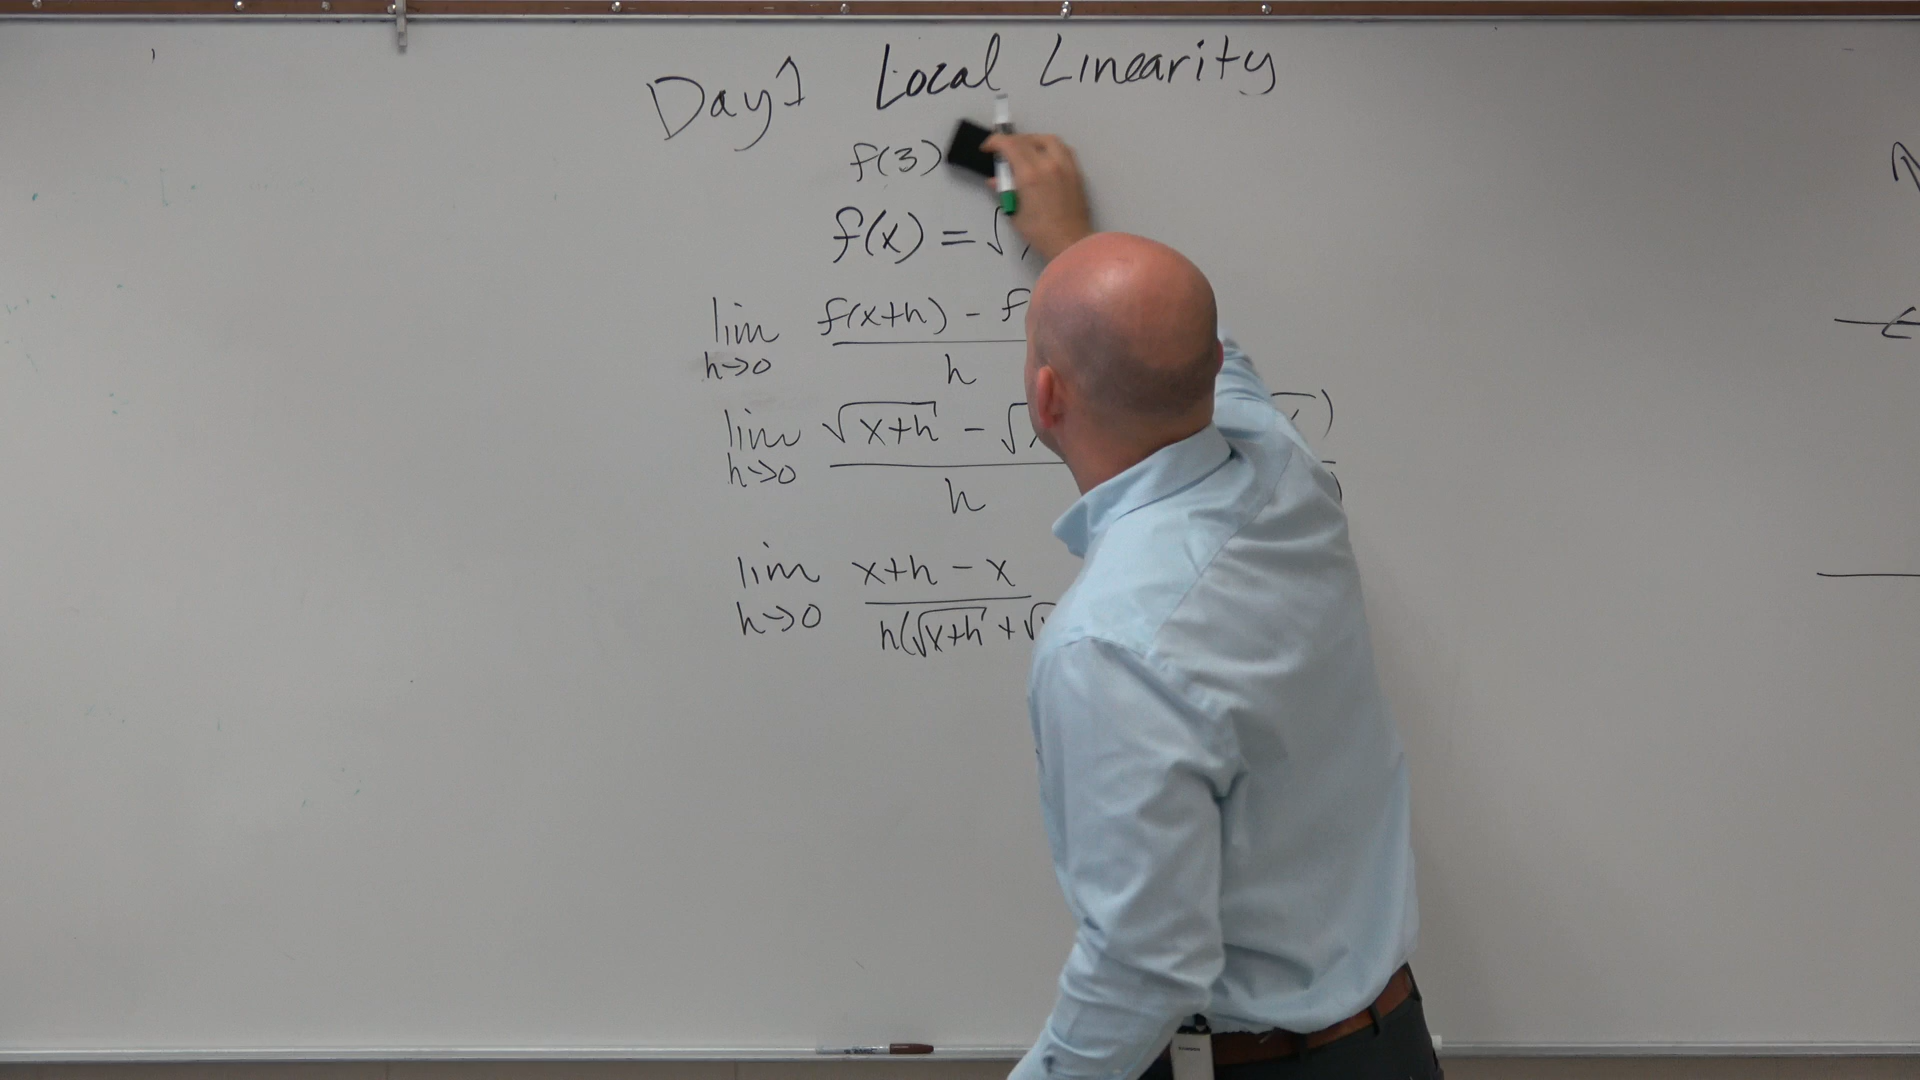 Day 1 Local Linearity
f(3)
f(x) = √
lim f(x+h) - f
h→0 h
lim √x+h - √x
h→0 h
lim x+h - x
h→0 h(√x+h + √